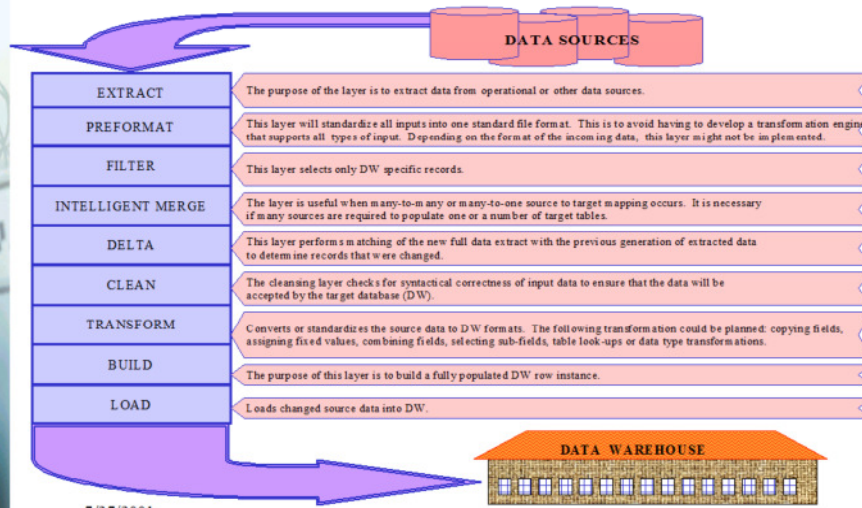 DATA SOURCES
EXTRACT
The purpose of the layer is to extract data from operational or other data sources.
PREFORMAT
This layer will standardize all inputs into one standard file format. This is to avoid having to develop a transformation engine
that supports all types of input. Depending on the format of the incoming data, this layer might not be implemented.
FILTER
This layer selects only DW specific records.
INTELLIGENT MERGE
The layer is useful when many-to-many or many-to-one source to target mapping occurs. It is necessary
if many sources are required to populate one or a number of target tables.
DELTA
This layer performs matching of the new full data extract with the previous generation of extracted data
to determine records that were changed.
CLEAN
The cleansing layer checks for syntactical correctness of input data to ensure that the data will be
accepted by the target database (DW).
TRANSFORM
Converts or standardizes the source data to DW formats. The following transformation could be planned: copying fields,
assigning fixed values, combining fields, selecting sub-fields, table look-ups or data type transformations.
BUILD
The purpose of this layer is to build a fully populated DW row instance.
LOAD
Loads changed source data into DW.
DATA WAREHOUSE